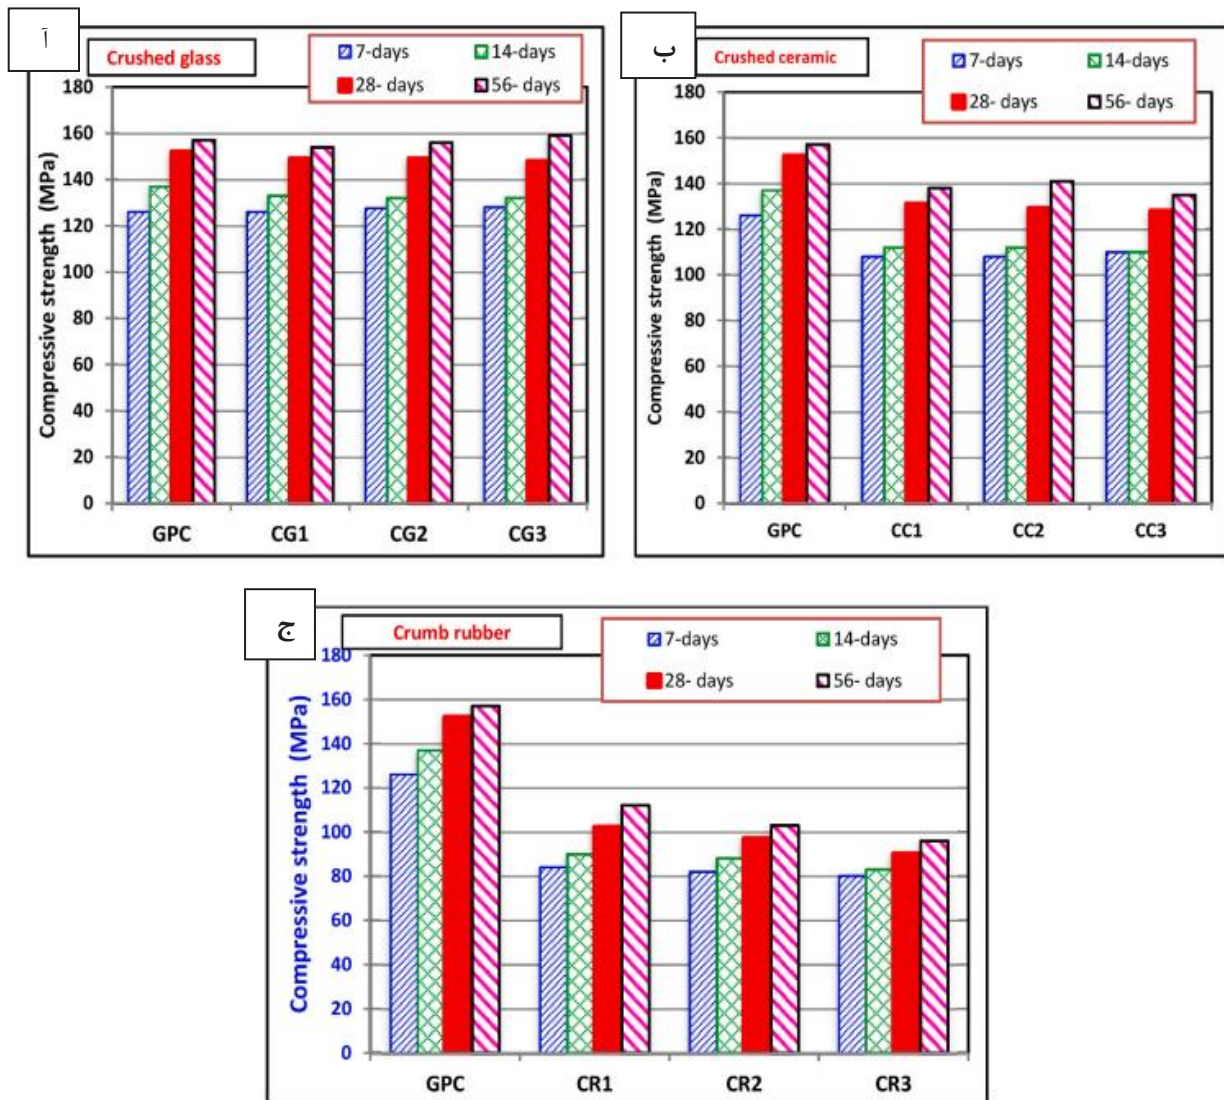 آ
Crushed glass
7-days 14-days
28- days 56- days
Compressive strength (MPa)
180
160
140
120
100
80
60
40
20
0
GPC CG1 CG2 CG3
ب
Crushed ceramic
7-days 14-days
28- days 56- days
Compressive strength (MPa)
180
160
140
120
100
80
60
40
20
0
GPC CC1 CC2 CC3
ج
Crumb rubber
7-days 14-days
28- days 56- days
Compressive strength (MPa)
180
160
140
120
100
80
60
40
20
0
GPC CR1 CR2 CR3